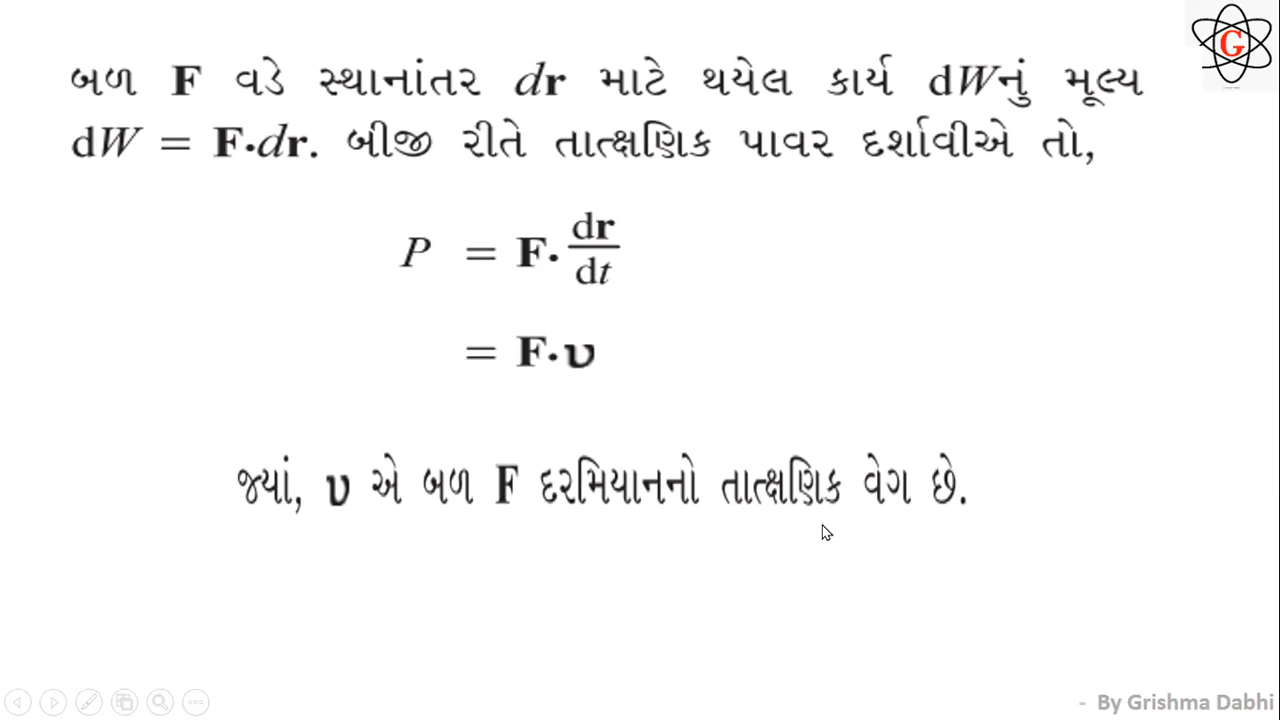 G
બળ F વડે સ્થાનાંતર dr માટે થયેલ કાર્ય dWનું મૂલ્ય
dW = F·dr. બીજી રીતે તાત્ક્ષણિક પાવર દર્શાવીએ તો,
P = F· dr/dt
= F·υ
જ્યાં, υ એ બળ F દરમિયાનનો તાત્ક્ષણિક વેગ છે.
- By Grishma Dabhi